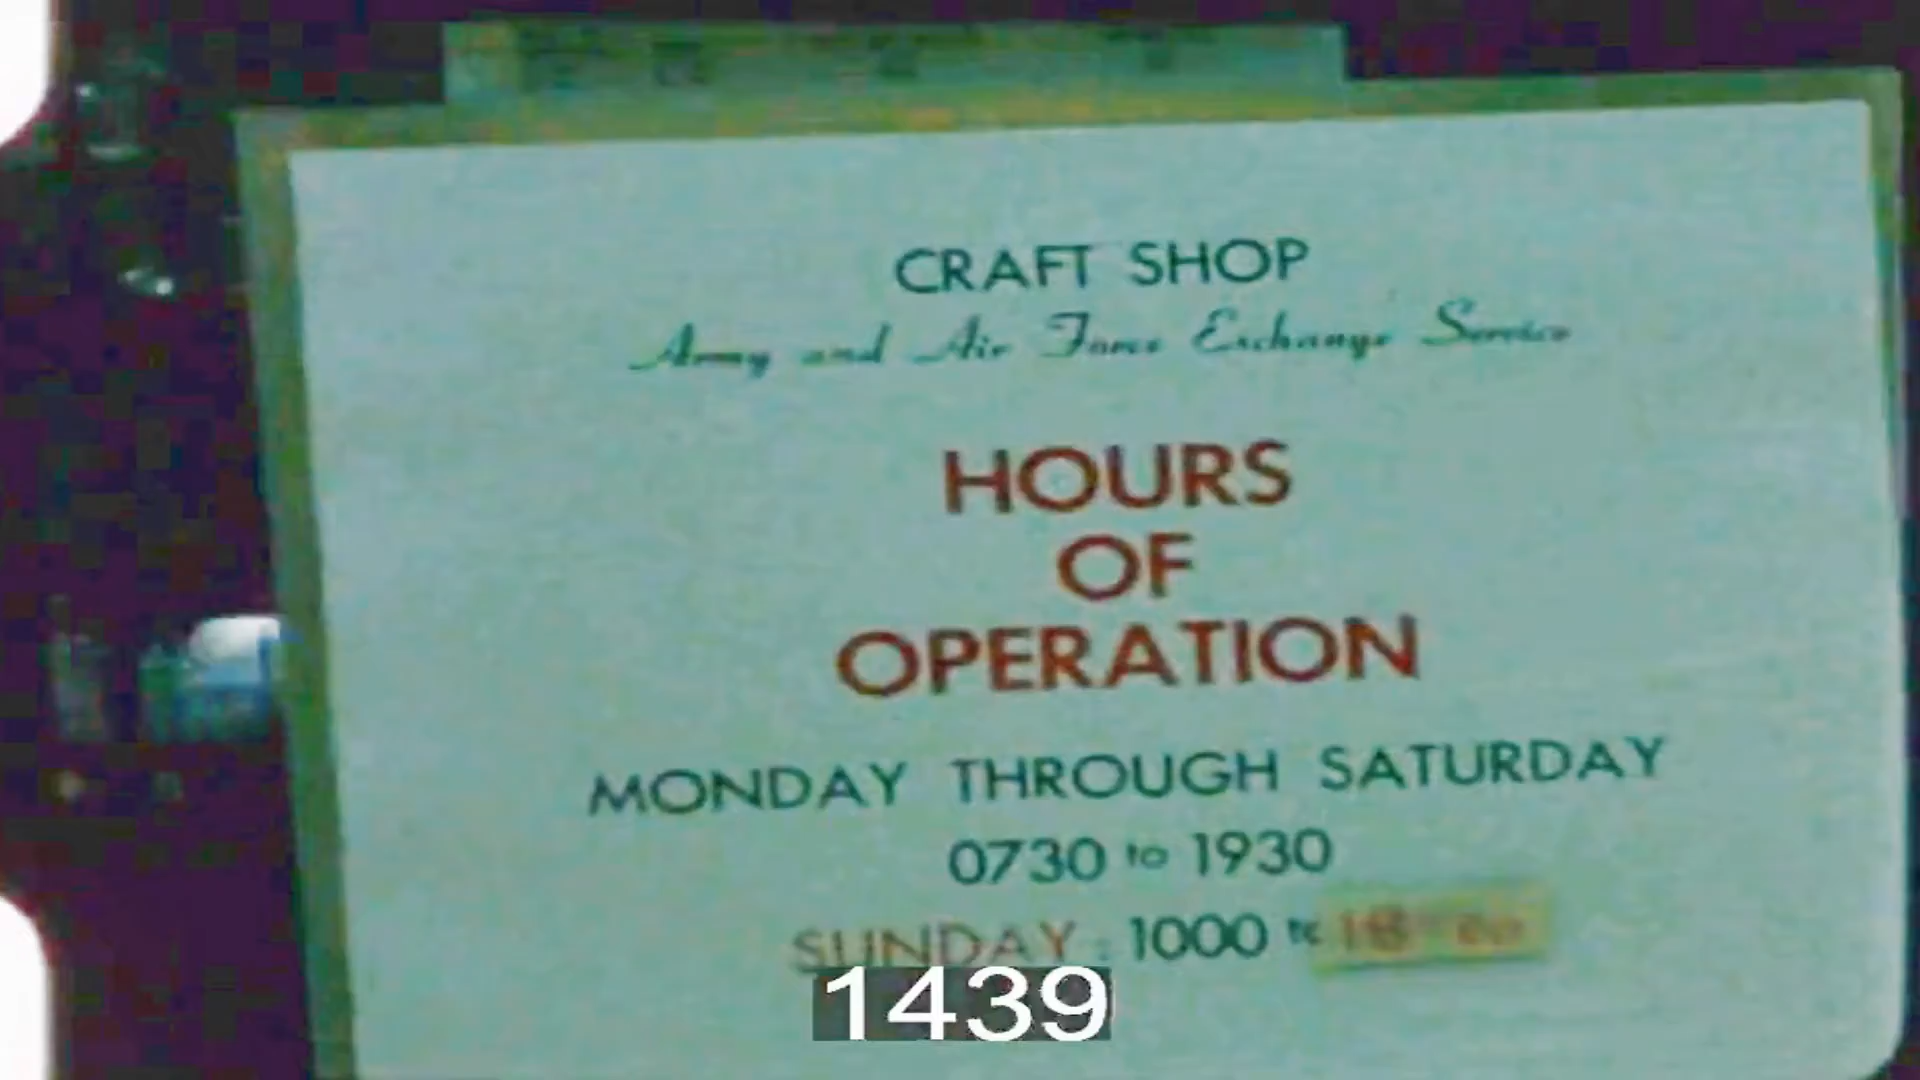 CRAFT SHOP
Army and Air Force Exchange Service
HOURS
OF
OPERATION
MONDAY THROUGH SATURDAY
0730 to 1930
SUNDAY : 1000 to
1439